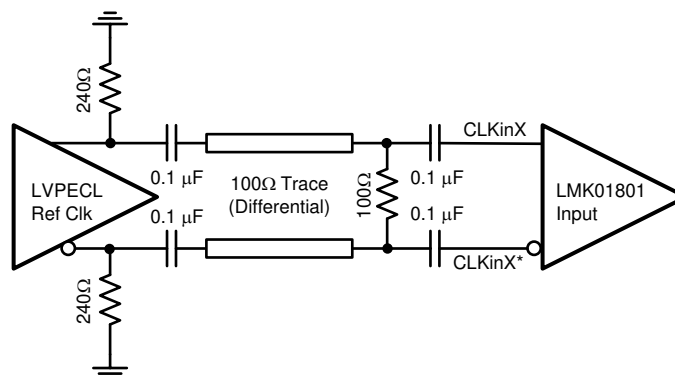 240Ω
CLKinX
LVPECL
Ref Clk
0.1 μF
100Ω Trace
(Differential)
100Ω
0.1 μF
LMK01801
Input
0.1 μF
0.1 μF
CLKinX*
240Ω